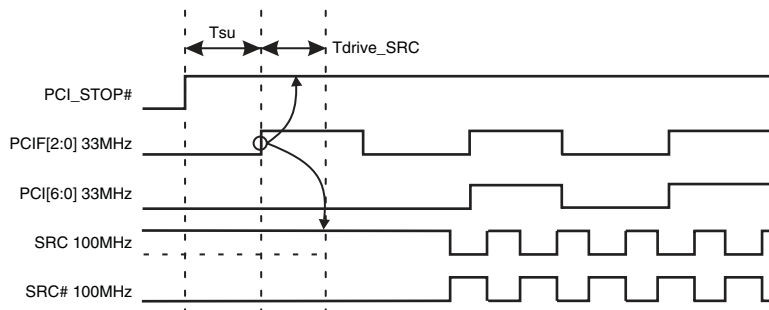 Tsu
Tdrive_SRC
PCI_STOP#
PCIF[2:0] 33MHz
PCI[6:0] 33MHz
SRC 100MHz
SRC# 100MHz